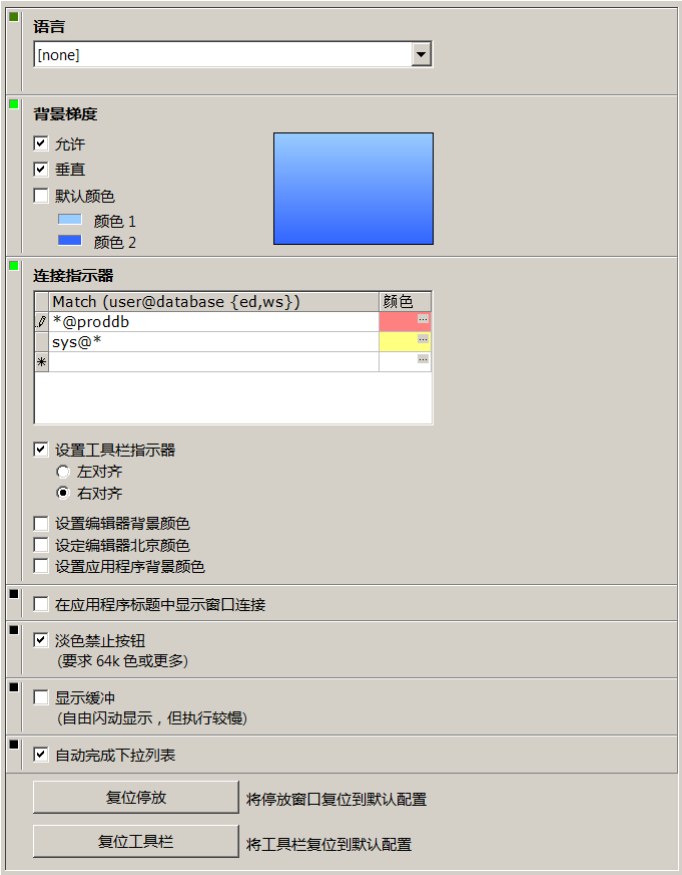 语言
[none]
背景梯度
允许
垂直
默认颜色
颜色 1
颜色 2
连接指示器
Match (user@database {ed,ws}) 颜色
*@proddb
sys@*
设置工具栏指示器
左对齐
右对齐
设置编辑器背景颜色
设定编辑器北京颜色
设置应用程序背景颜色
在应用程序标题中显示窗口连接
淡色禁止按钮
(要求 64k 色或更多)
显示缓冲
(自由闪动显示，但执行较慢)
自动完成下拉列表
复位停放 将停放窗口复位到默认配置
复位工具栏 将工具栏复位到默认配置